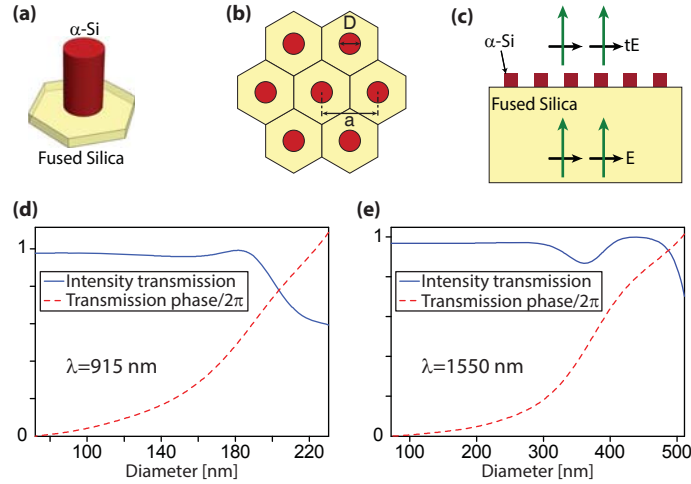 (a)
α-Si
Fused Silica
(b)
D
a
(c)
α-Si
tE
Fused Silica
E
(d)
1
Intensity transmission
Transmission phase/2π
λ=915 nm
0
100
140
180
220
Diameter [nm]
(e)
1
Intensity transmission
Transmission phase/2π
λ=1550 nm
0
100
200
300
400
500
Diameter [nm]